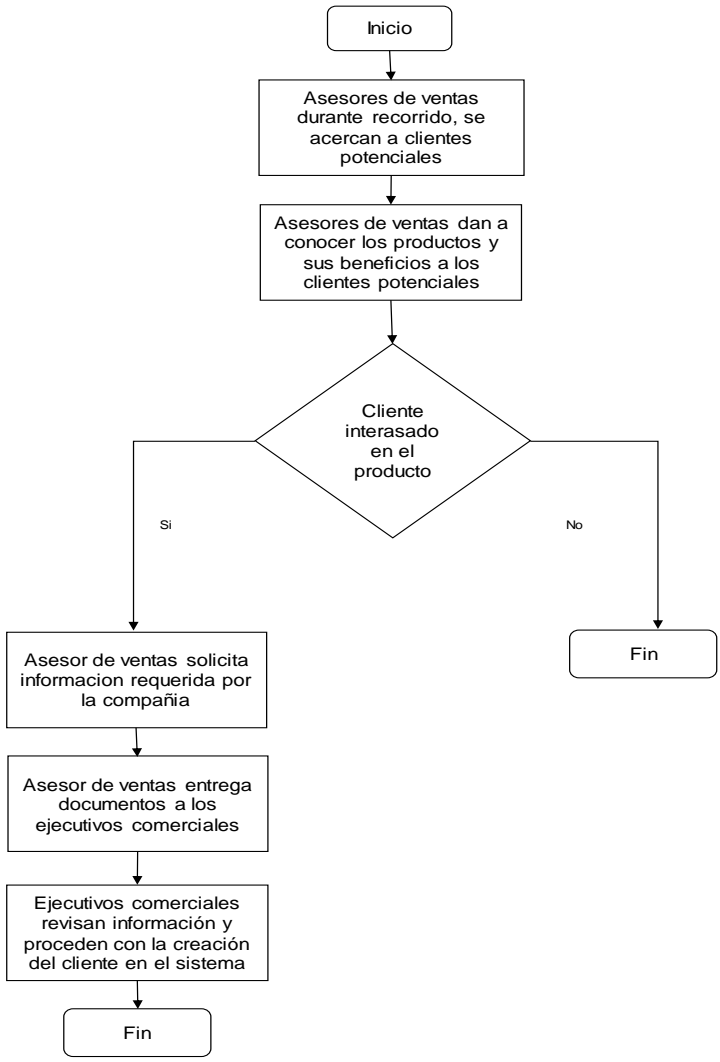 Inicio
Asesores de ventas
durante recorrido, se
acercan a clientes
potenciales
Asesores de ventas dan a
conocer los productos y
sus beneficios a los
clientes potenciales
Cliente
interasado
en el
producto
Si
No
Asesor de ventas solicita
informacion requerida por
la compañia
Fin
Asesor de ventas entrega
documentos a los
ejecutivos comerciales
Ejecutivos comerciales
revisan información y
proceden con la creación
del cliente en el sistema
Fin